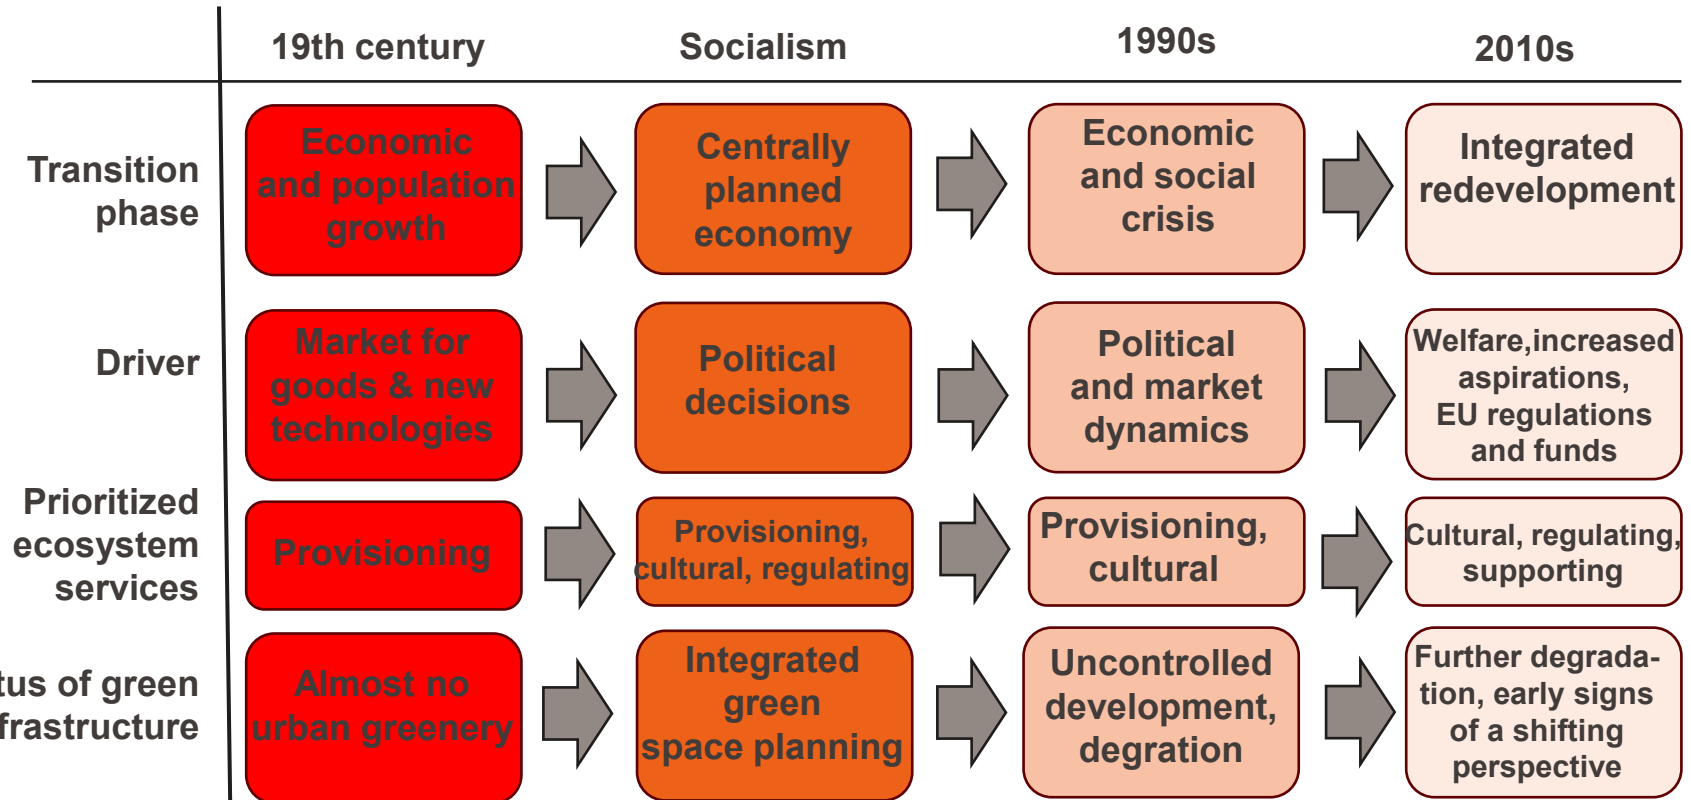 19th century
Socialism
1990s
2010s
Transition
phase
Economic
and population
growth
Centrally
planned
economy
Economic
and social
crisis
Integrated
redevelopment
Driver
Market for
goods & new
technologies
Political
decisions
Political
and market
dynamics
Welfare,increased
aspirations,
EU regulations
and funds
Prioritized
ecosystem
services
Provisioning
Provisioning,
cultural, regulating
Provisioning,
cultural
Cultural, regulating,
supporting
tus of green
frastructure
Almost no
urban greenery
Integrated
green
space planning
Uncontrolled
development,
degration
Further degrada-
tion, early signs
of a shifting
perspective